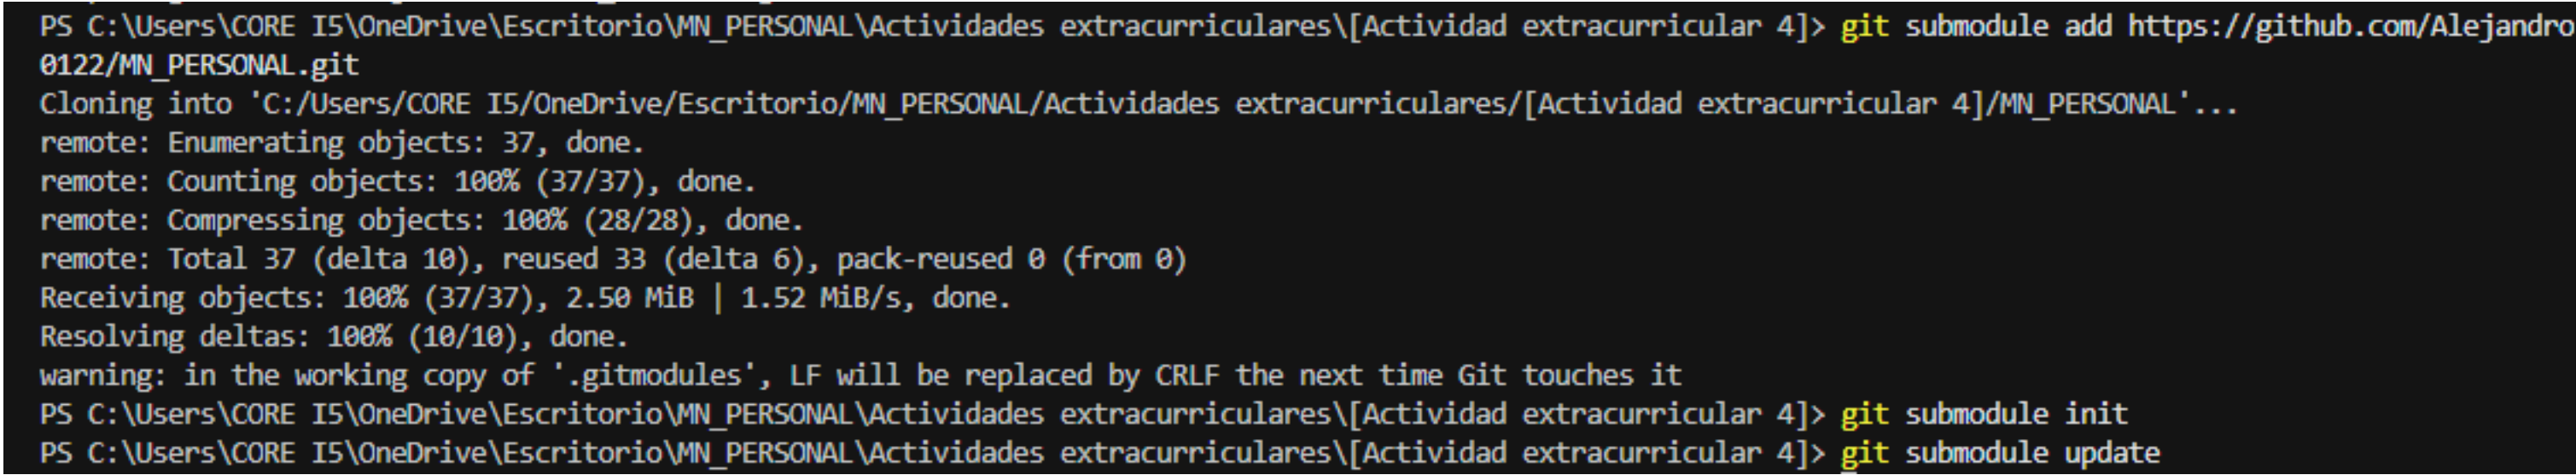 PS C:\Users\CORE I5\OneDrive\Escritorio\MN_PERSONAL\Actividades extracurriculares\[Actividad extracurricular 4]> git submodule add https://github.com/Alejandro
0122/MN_PERSONAL.git
Cloning into 'C:/Users/CORE I5/OneDrive/Escritorio/MN_PERSONAL/Actividades extracurriculares/[Actividad extracurricular 4]/MN_PERSONAL'...
remote: Enumerating objects: 37, done.
remote: Counting objects: 100% (37/37), done.
remote: Compressing objects: 100% (28/28), done.
remote: Total 37 (delta 10), reused 33 (delta 6), pack-reused 0 (from 0)
Receiving objects: 100% (37/37), 2.50 MiB | 1.52 MiB/s, done.
Resolving deltas: 100% (10/10), done.
warning: in the working copy of '.gitmodules', LF will be replaced by CRLF the next time Git touches it
PS C:\Users\CORE I5\OneDrive\Escritorio\MN_PERSONAL\Actividades extracurriculares\[Actividad extracurricular 4]> git submodule init
PS C:\Users\CORE I5\OneDrive\Escritorio\MN_PERSONAL\Actividades extracurriculares\[Actividad extracurricular 4]> git submodule update